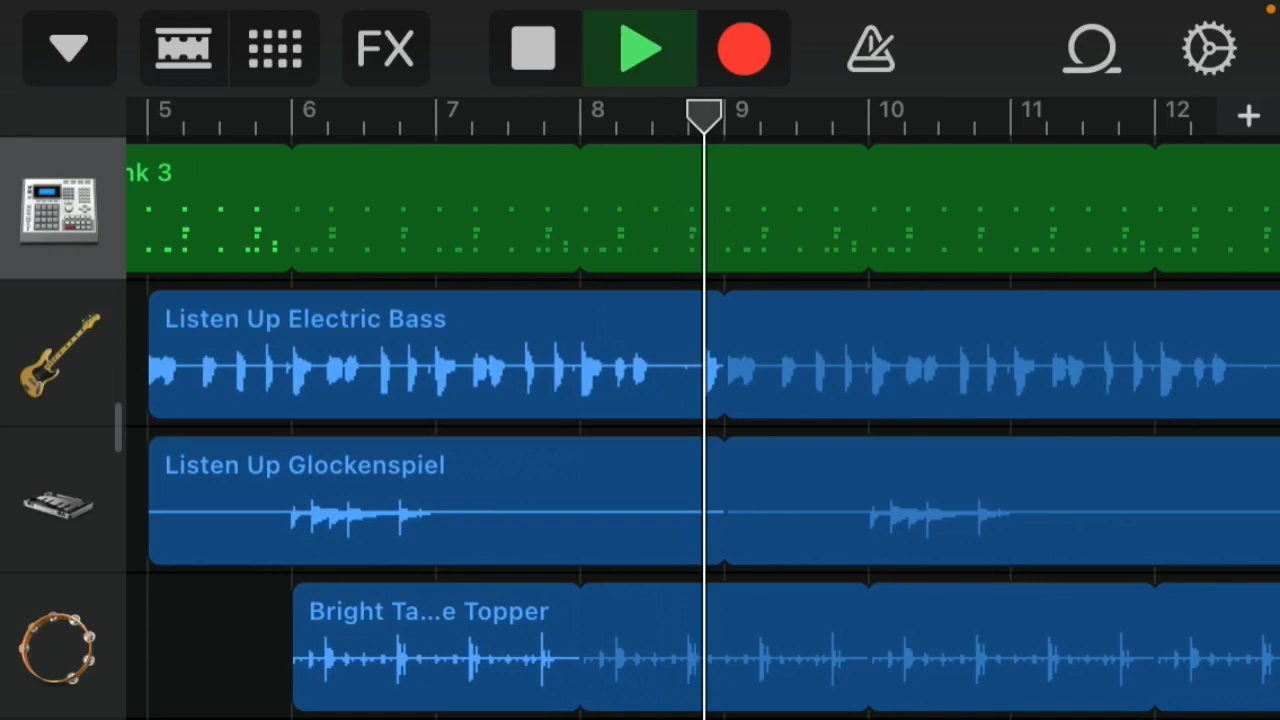 FX
5 6 7 8 9 10 11 12 +
nk 3
Listen Up Electric Bass
Listen Up Glockenspiel
Bright Ta...e Topper